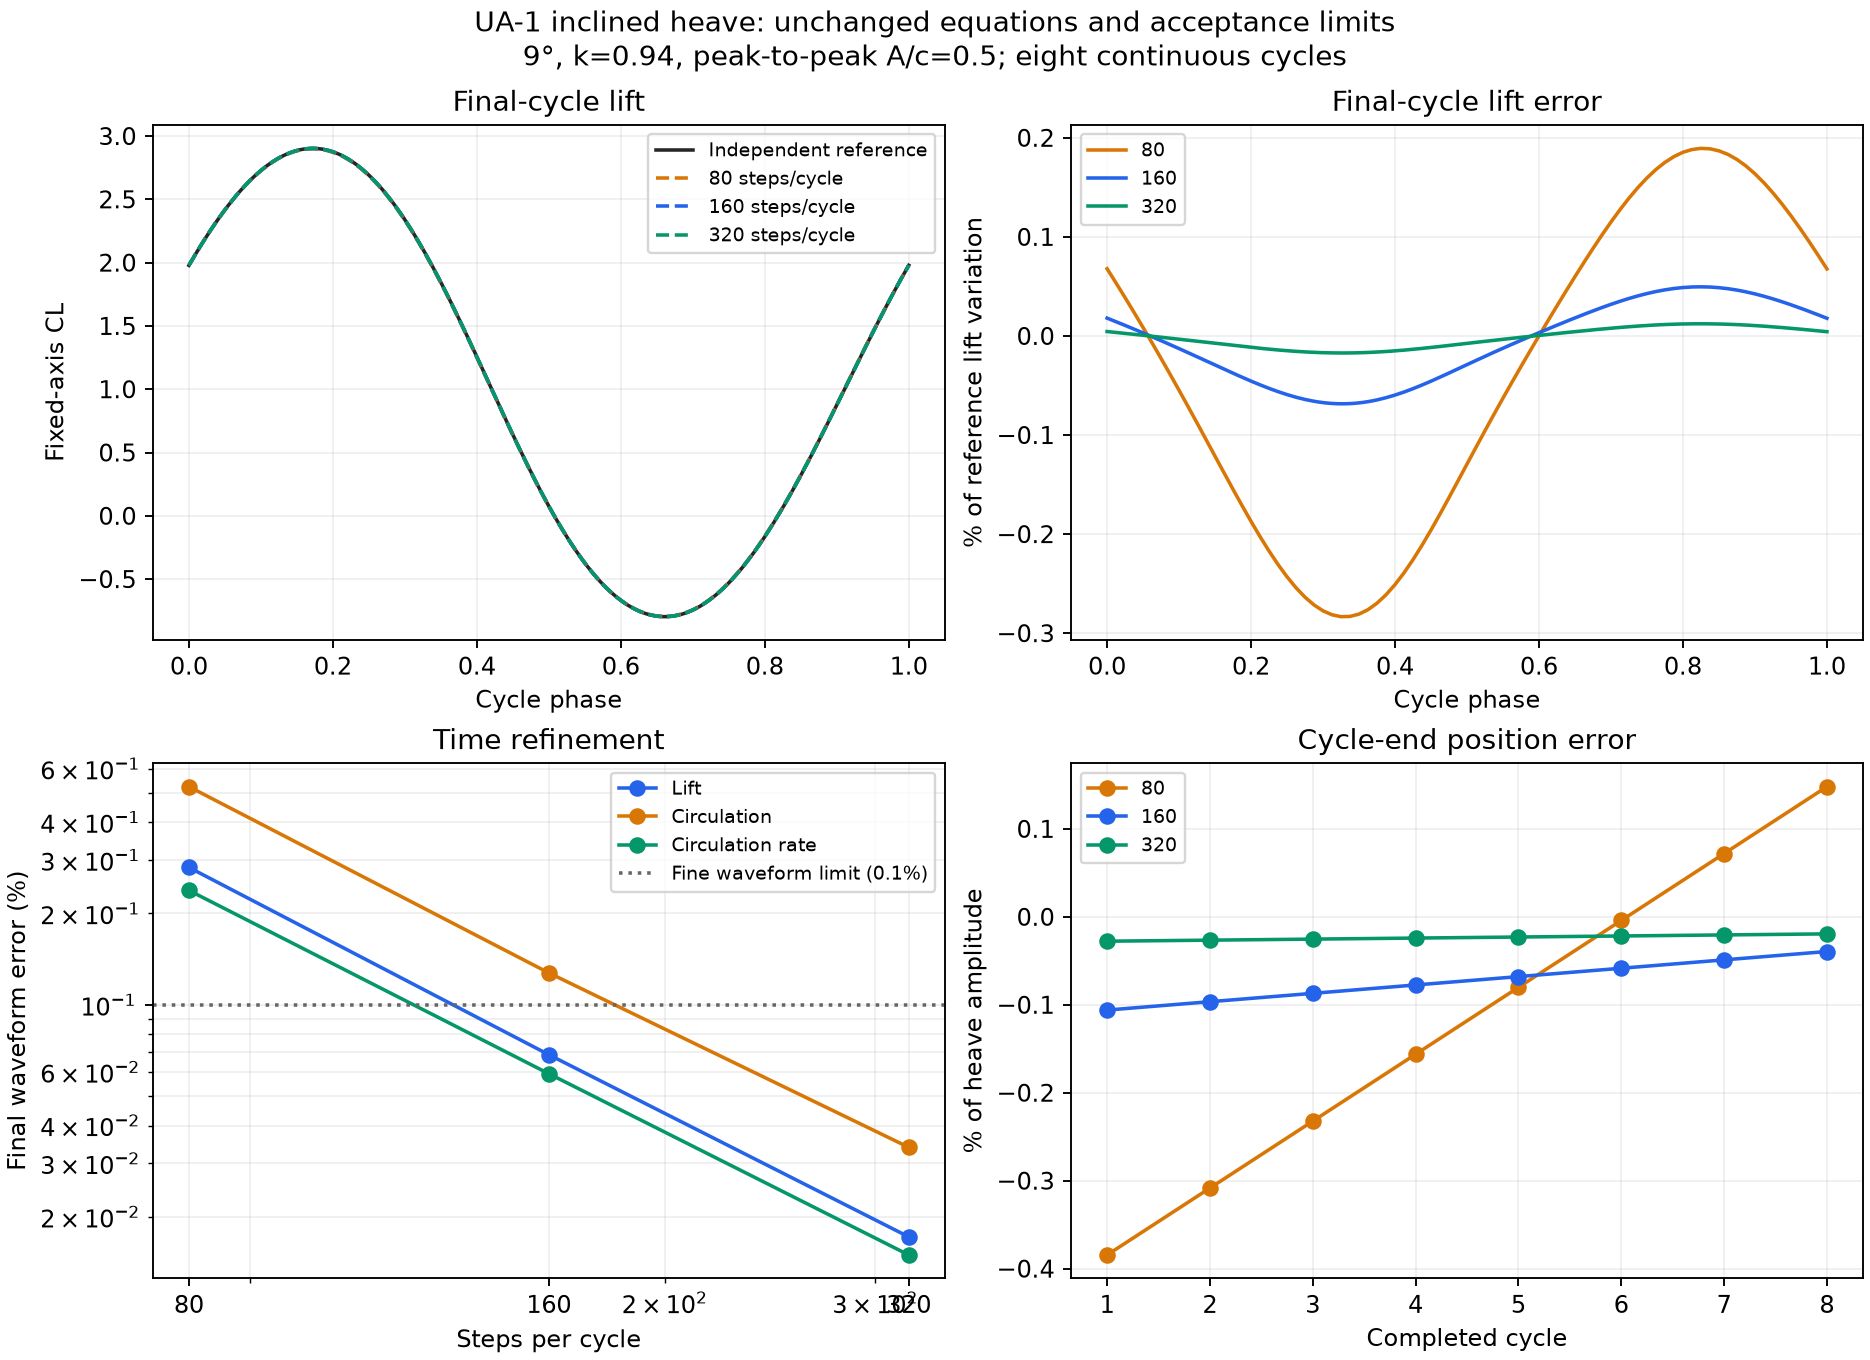 UA-1 inclined heave: unchanged equations and acceptance limits
9°, k=0.94, peak-to-peak A/c=0.5; eight continuous cycles
Final-cycle lift
Fixed-axis CL
3.0
2.5
2.0
1.5
1.0
0.5
0.0
−0.5
Independent reference
80 steps/cycle
160 steps/cycle
320 steps/cycle
0.0 0.2 0.4 0.6 0.8 1.0
Cycle phase
Final-cycle lift error
% of reference lift variation
0.2
0.1
0.0
−0.1
−0.2
−0.3
80
160
320
0.0 0.2 0.4 0.6 0.8 1.0
Cycle phase
Time refinement
Final waveform error (%)
6 × 10⁻¹
4 × 10⁻¹
3 × 10⁻¹
2 × 10⁻¹
10⁻¹
6 × 10⁻²
4 × 10⁻²
3 × 10⁻²
2 × 10⁻²
Lift
Circulation
Circulation rate
Fine waveform limit (0.1%)
80 160 2 × 10² 3 × 10² 320
Steps per cycle
Cycle-end position error
% of heave amplitude
0.1
0.0
−0.1
−0.2
−0.3
−0.4
80
160
320
1 2 3 4 5 6 7 8
Completed cycle